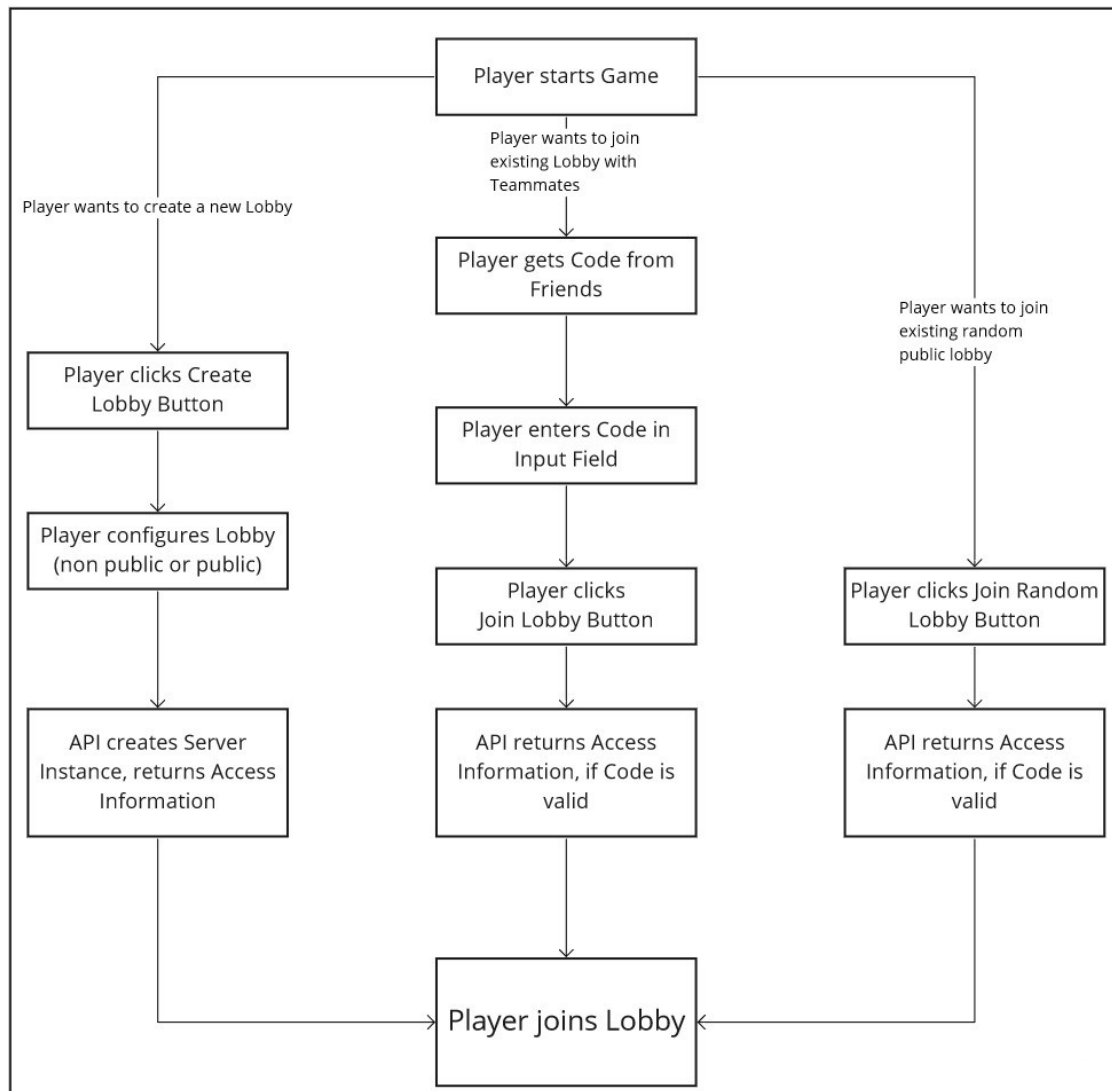 Player starts Game
Player wants to join
existing Lobby with
Teammates
Player wants to create a new Lobby
Player gets Code from
Friends
Player wants to join
existing random
public lobby
Player clicks Create
Lobby Button
Player enters Code in
Input Field
Player configures Lobby
(non public or public)
Player clicks
Join Lobby Button
Player clicks Join Random
Lobby Button
API creates Server
Instance, returns Access
Information
API returns Access
Information, if Code is
valid
API returns Access
Information, if Code is
valid
Player joins Lobby